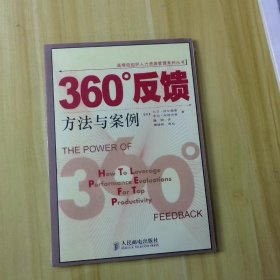 高等院校人力资源管理系列丛书
360°反馈
方法与案例
THE POWER OF
360°
How To Leverage
Performance Evaluations
For Top
Productivity
FEEDBACK
人民邮电出版社